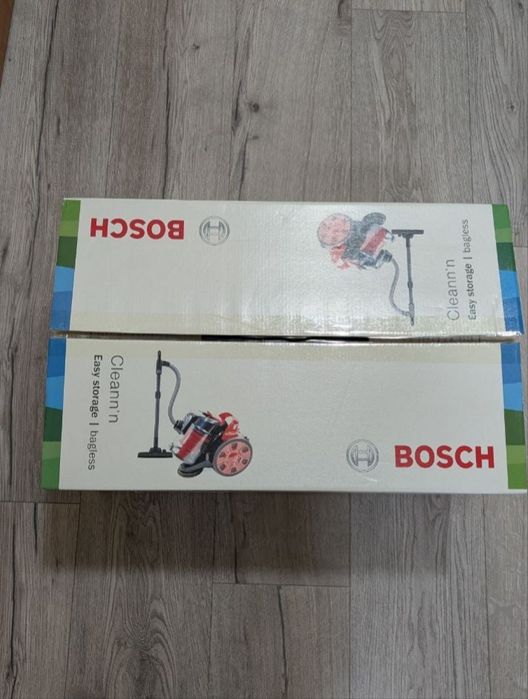 BOSCH
Cleann'n
Easy storage | bagless
Cleann'n
Easy storage | bagless
BOSCH